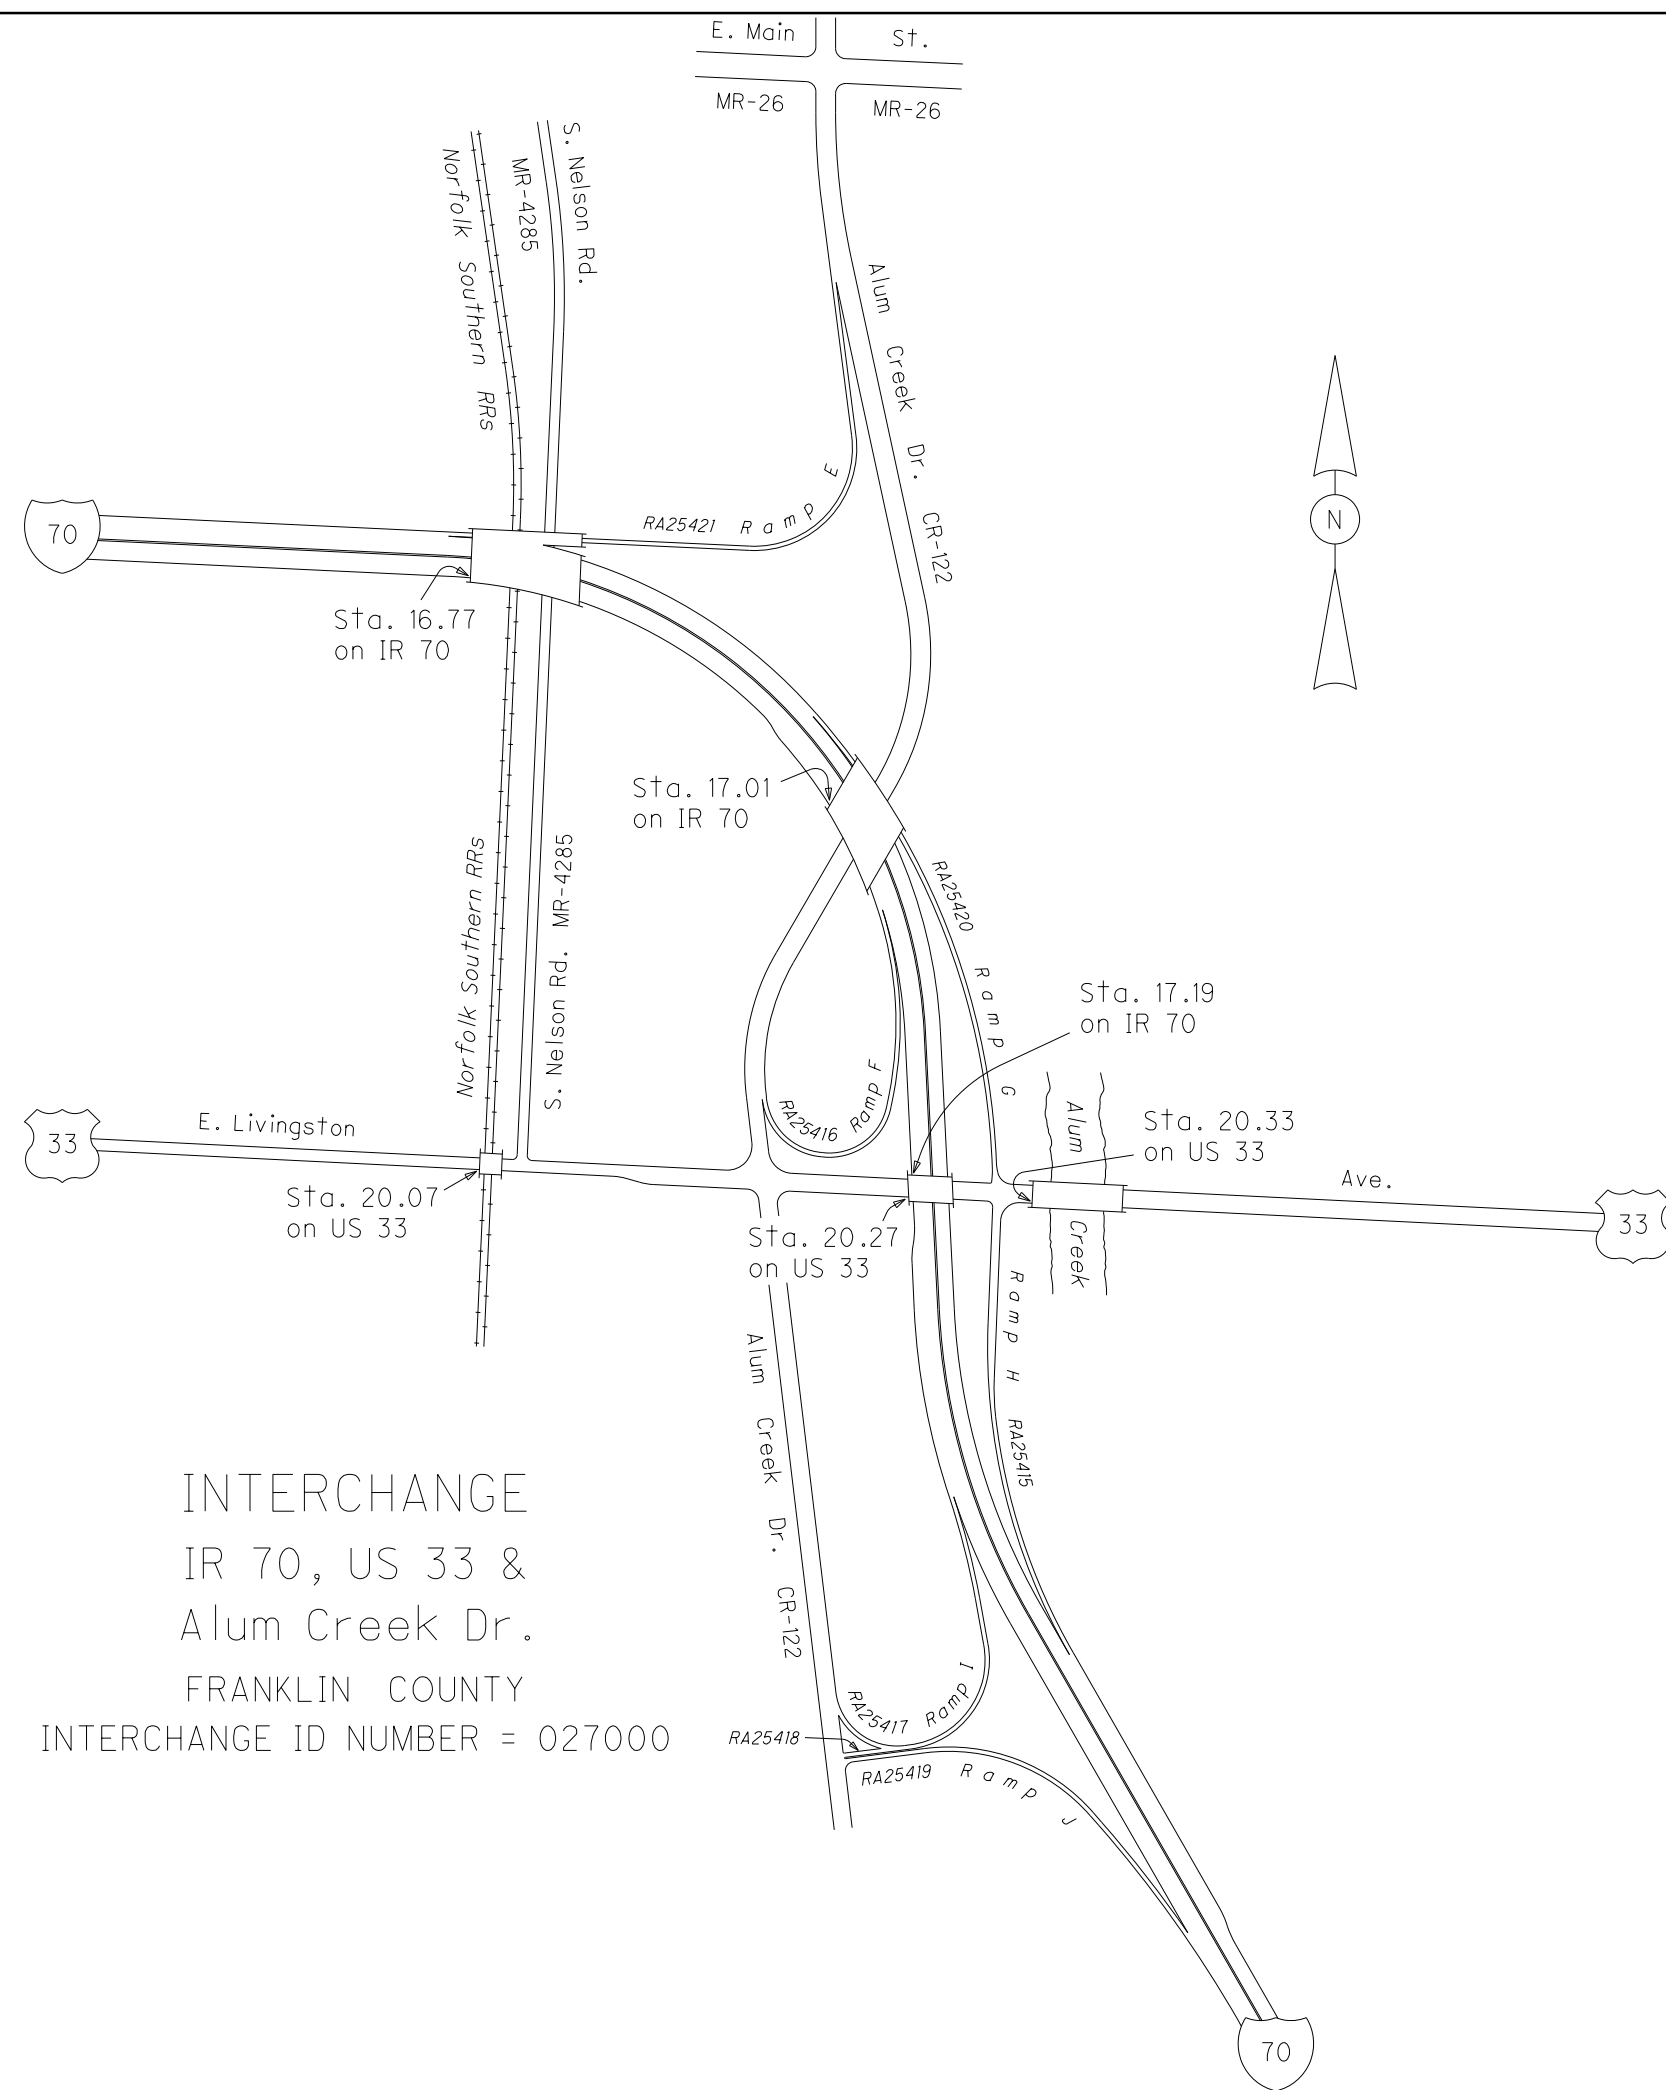 E. Main St.
MR-26 MR-26
S. Nelson Rd.
MR-4285
Norfolk Southern RRs
Alum Creek Dr. CR-122
N
70
RA25421 Ramp E
Sta. 16.77
on IR 70
Sta. 17.01
on IR 70
Norfolk Southern RRs
S. Nelson Rd. MR-4285
RA25420 Ramp G
Sta. 17.19
on IR 70
RA25416 Ramp F
Alum Creek
Sta. 20.33
on US 33
33
E. Livingston Ave.
33
Sta. 20.07
on US 33
Sta. 20.27
on US 33
Ramp H RA25415
Alum Creek Dr. CR-122
INTERCHANGE
IR 70, US 33 &
Alum Creek Dr.
FRANKLIN COUNTY
INTERCHANGE ID NUMBER = 027000
RA25417 Ramp I
RA25418
RA25419 Ramp J
70